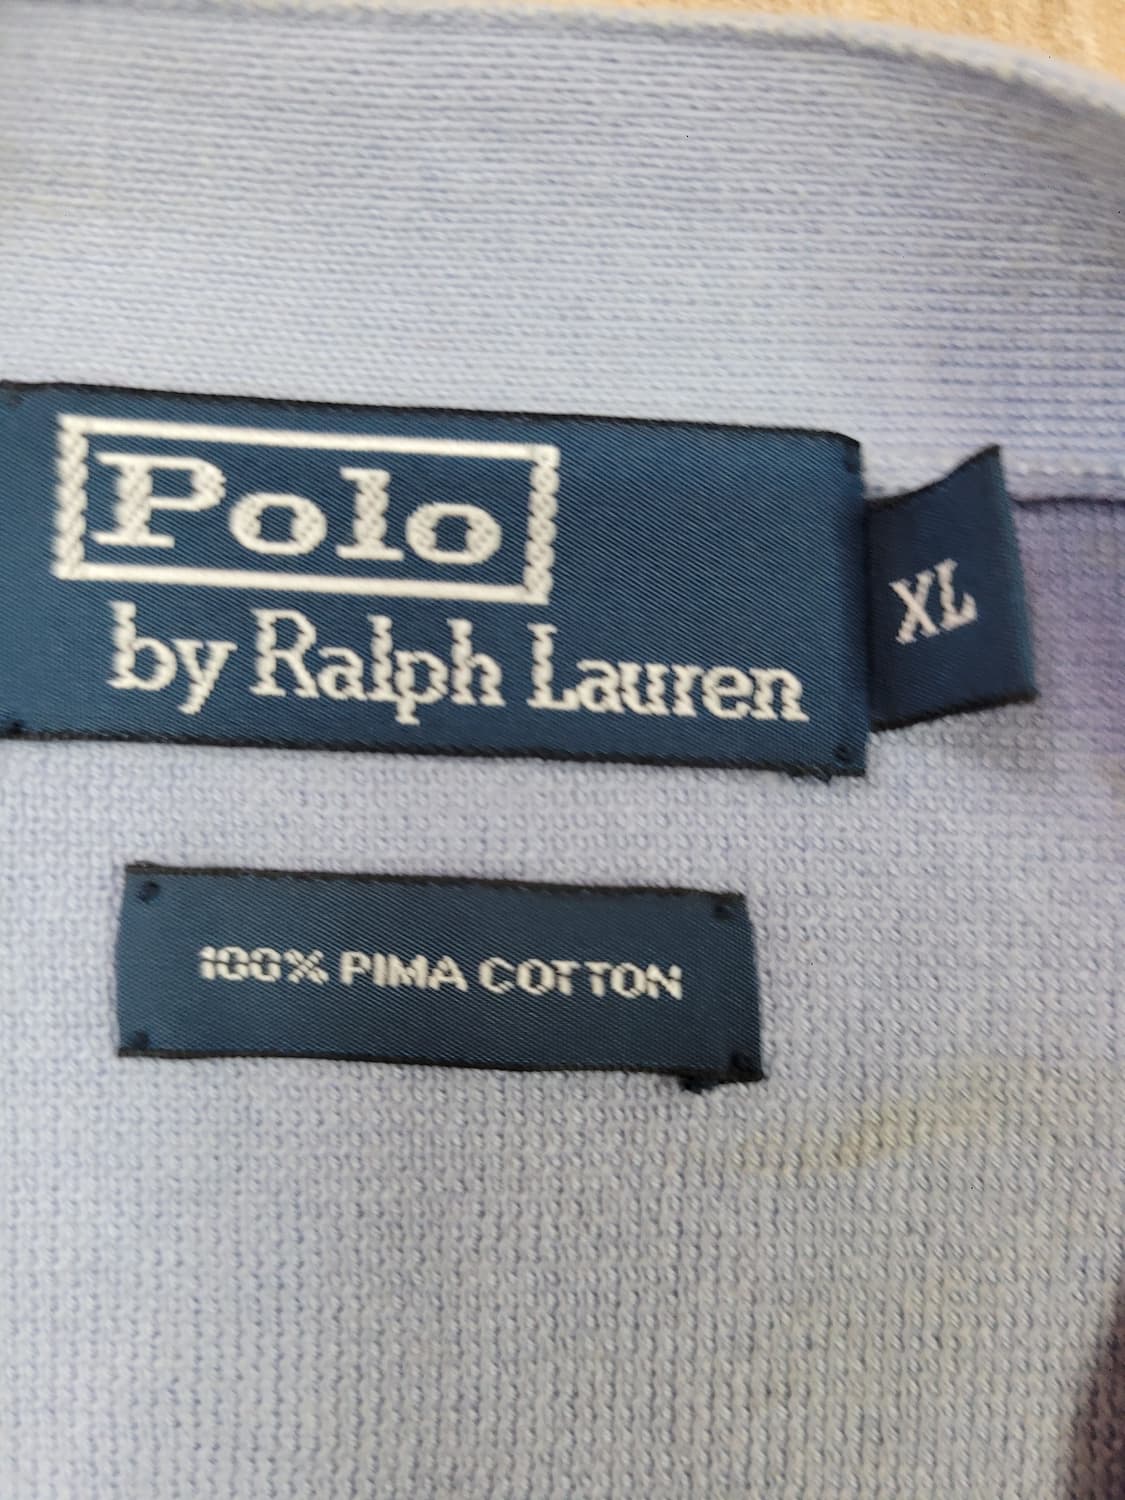 Polo
by Ralph Lauren
XL
100% PIMA COTTON